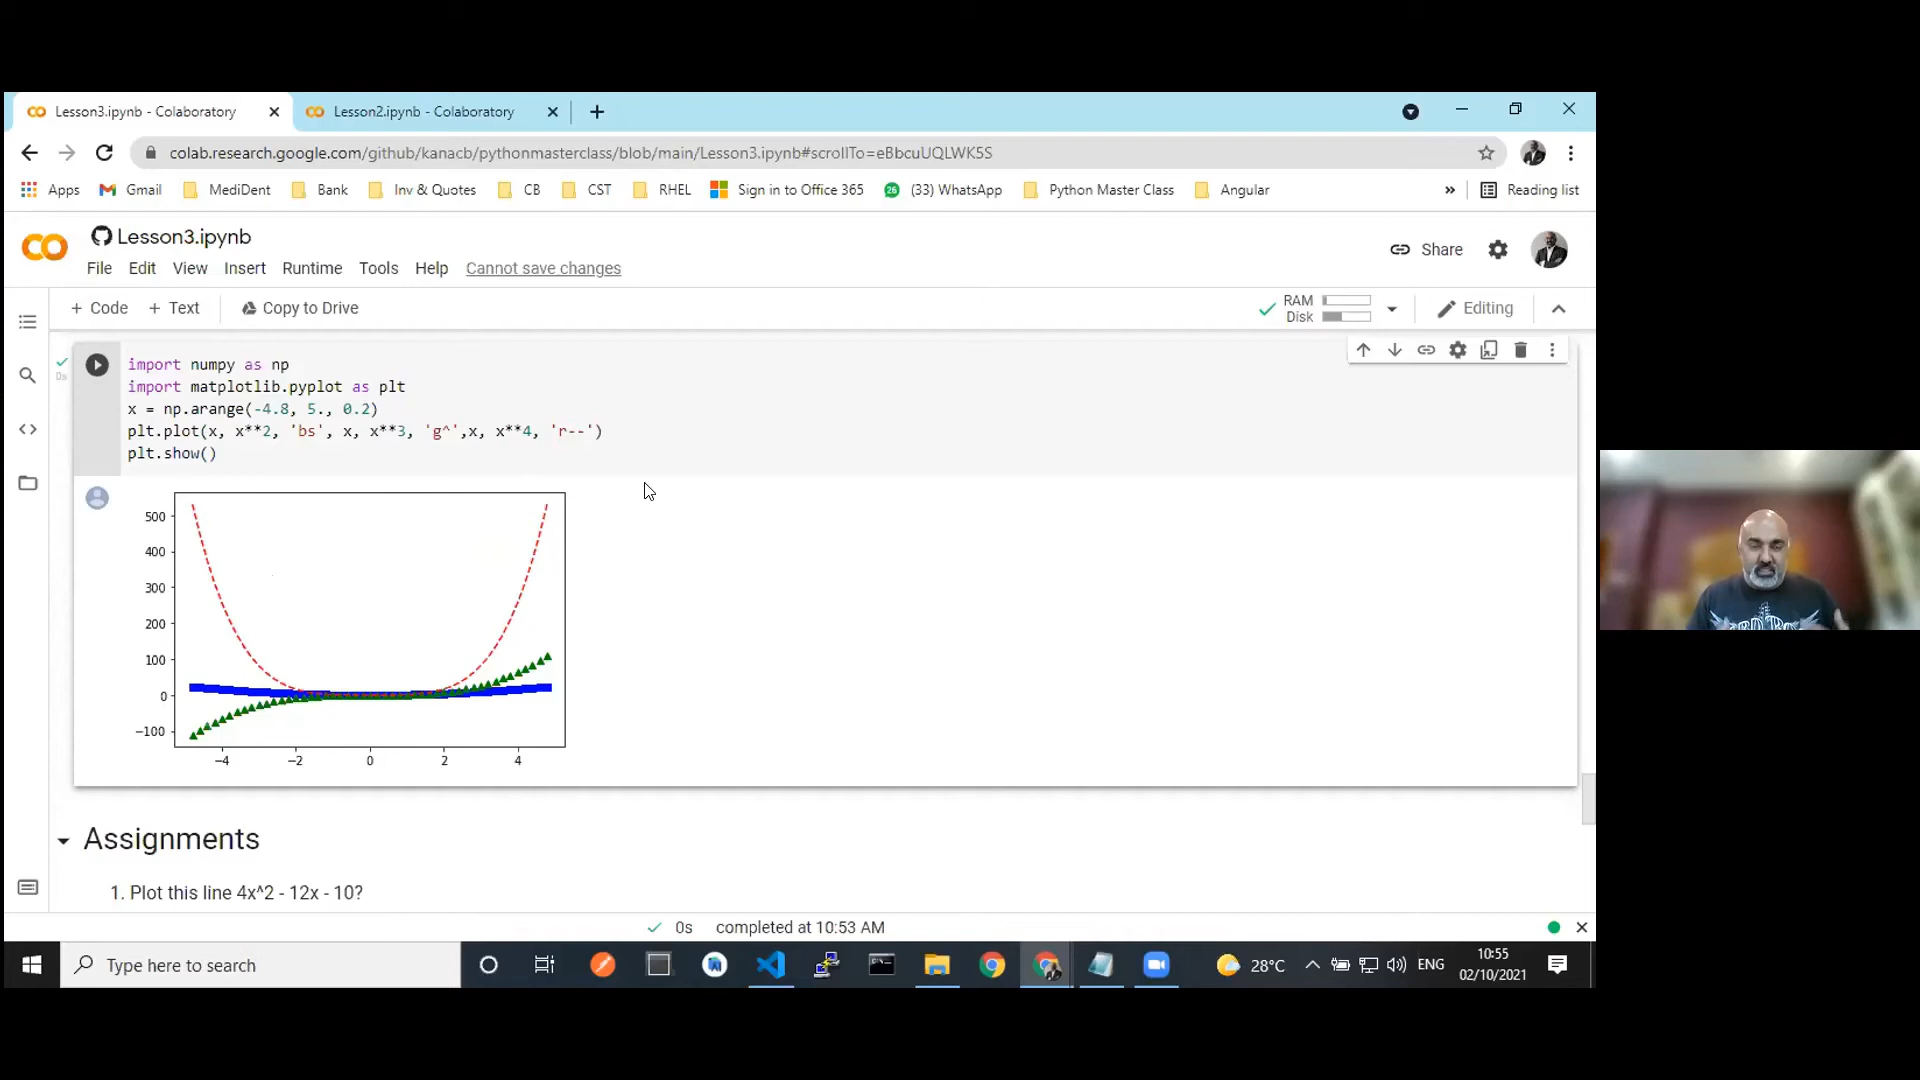 Lesson3.ipynb - Colaboratory
Lesson2.ipynb - Colaboratory
colab.research.google.com/github/kanacb/pythonmasterclass/blob/main/Lesson3.ipynb#scrollTo=eBbcuUQLWK5S
Apps Gmail MediDent Bank Inv & Quotes CB CST RHEL Sign in to Office 365 (33) WhatsApp Python Master Class Angular » Reading list
Lesson3.ipynb
Share
File Edit View Insert Runtime Tools Help Cannot save changes
+ Code + Text Copy to Drive
RAM
Disk
Editing
0s
import numpy as np
import matplotlib.pyplot as plt
x = np.arange(-4.8, 5., 0.2)
plt.plot(x, x**2, 'bs', x, x**3, 'g^',x, x**4, 'r--')
plt.show()
500
400
300
200
100
0
−100
−4 −2 0 2 4
Assignments
1. Plot this line 4x^2 - 12x - 10?
0s completed at 10:53 AM
Type here to search
28°C
ENG
10:55
02/10/2021